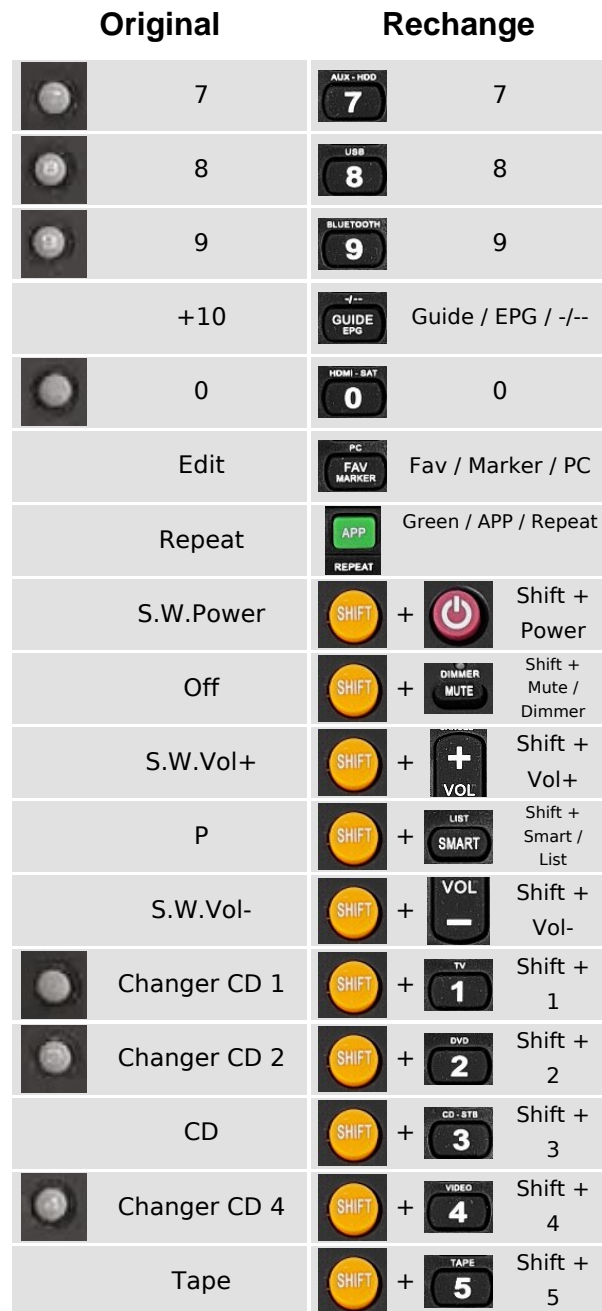 Original Rechange
7 AUX - HDD 7 7
8 8 USB 8 8
9 BLUETOOTH 9 9
+10 -/-- GUIDE EPG Guide / EPG / -/--
0 HDMI - SAT 0 0
Edit PC FAV MARKER Fav / Marker / PC
Repeat APP REPEAT Green / APP / Repeat
S.W.Power SHIFT + Shift +
Power
Off SHIFT + DIMMER MUTE Shift +
Mute /
Dimmer
S.W.Vol+ SHIFT + + VOL Shift +
Vol+
P SHIFT + LIST SMART Shift +
Smart /
List
S.W.Vol- SHIFT + VOL - Shift +
Vol-
Changer CD 1 SHIFT + TV 1 Shift +
1
Changer CD 2 SHIFT + DVD 2 Shift +
2
CD SHIFT + CD - STB 3 Shift +
3
Changer CD 4 SHIFT + VIDEO 4 Shift +
4
Tape SHIFT + TAPE 5 Shift +
5